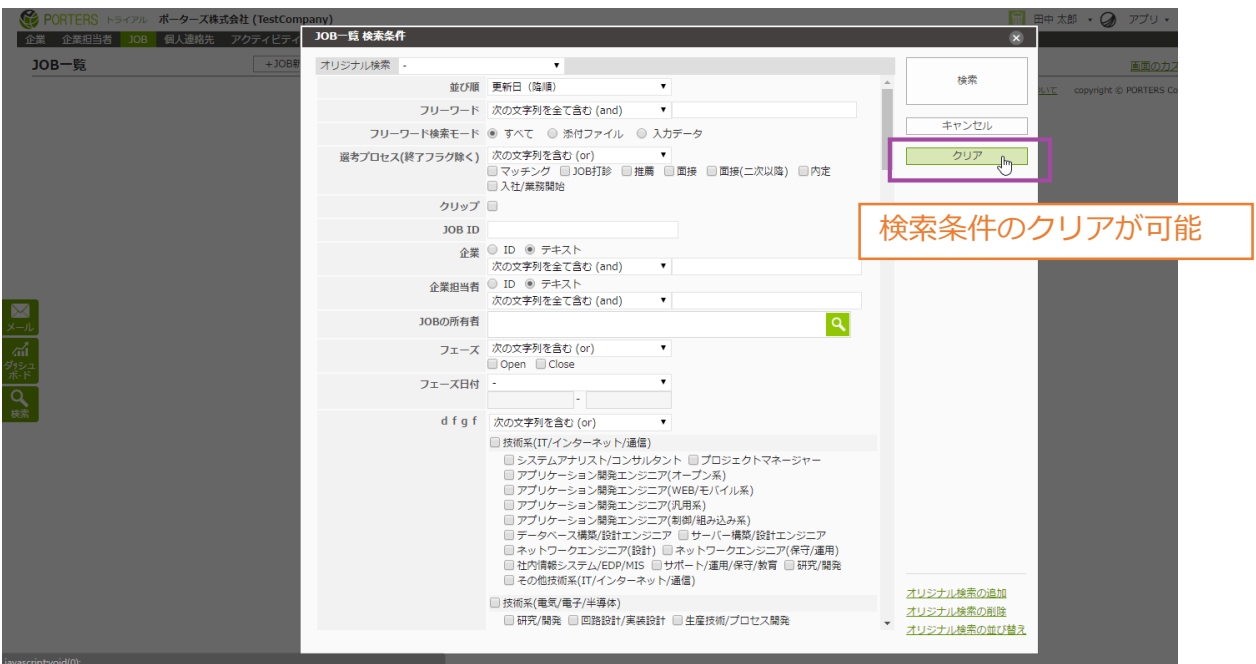 PORTERS トライアル ポーターズ株式会社 (TestCompany)
田中 太郎
アプリ
企業 企業担当者 JOB 個人連絡先 アクティビティ
JOB一覧
+JOB新
画面のカス
copyright © PORTERS Co
JOB一覧 検索条件
オリジナル検索 -
並び順 更新日（降順）
フリーワード 次の文字列を全て含む (and)
フリーワード検索モード すべて 添付ファイル 入力データ
選考プロセス(終了フラグ除く) 次の文字列を含む (or)
マッチング JOB打診 推薦 面接 面接(二次以降) 内定
入社/業務開始
クリップ
JOB ID
企業 ID テキスト
次の文字列を全て含む (and)
企業担当者 ID テキスト
次の文字列を全て含む (and)
JOBの所有者
フェーズ 次の文字列を含む (or)
Open Close
フェーズ日付 -
-
ｄｆｇｆ 次の文字列を含む (or)
技術系(IT/インターネット/通信)
システムアナリスト/コンサルタント プロジェクトマネージャー
アプリケーション開発エンジニア(オープン系)
アプリケーション開発エンジニア(WEB/モバイル系)
アプリケーション開発エンジニア(汎用系)
アプリケーション開発エンジニア(制御/組み込み系)
データベース構築/設計エンジニア サーバー構築/設計エンジニア
ネットワークエンジニア(設計) ネットワークエンジニア(保守/運用)
社内情報システム/EDP/MIS サポート/運用/保守/教育 研究/開発
その他技術系(IT/インターネット/通信)
技術系(電気/電子/半導体)
研究/開発 回路設計/実装設計 生産技術/プロセス開発
検索
キャンセル
クリア
検索条件のクリアが可能
オリジナル検索の追加
オリジナル検索の削除
オリジナル検索の並び替え
メール
ダッシュ
ボード
検索
javascript:void(0);